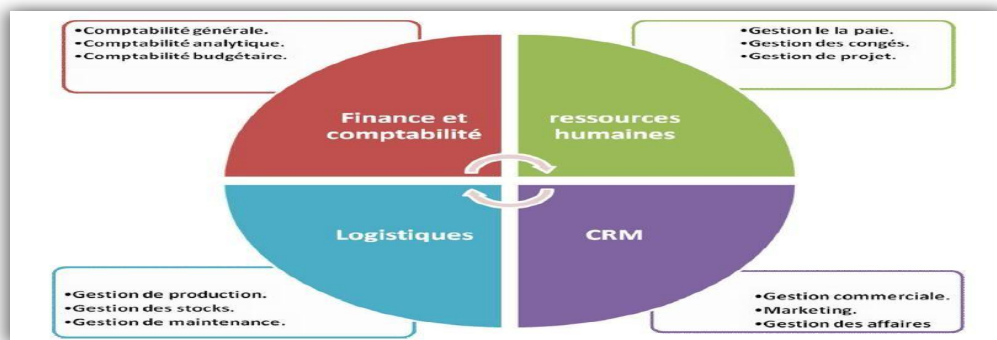 •Comptabilité générale.
•Comptabilité analytique.
•Comptabilité budgétaire.
•Gestion le la paie.
•Gestion des congés.
•Gestion de projet.
Finance et
comptabilité
ressources
humaines
Logistiques
CRM
•Gestion de production.
•Gestion des stocks.
•Gestion de maintenance.
•Gestion commerciale.
•Marketing.
•Gestion des affaires